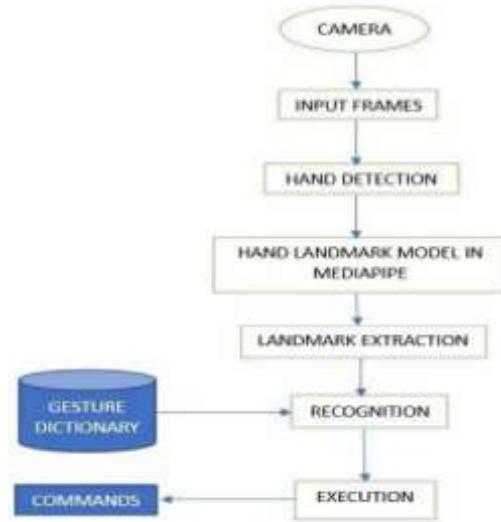 CAMERA
INPUT FRAMES
HAND DETECTION
HAND LANDMARK MODEL IN
MEDIAPIPE
LANDMARK EXTRACTION
GESTURE
DICTIONARY
RECOGNITION
COMMANDS
EXECUTION